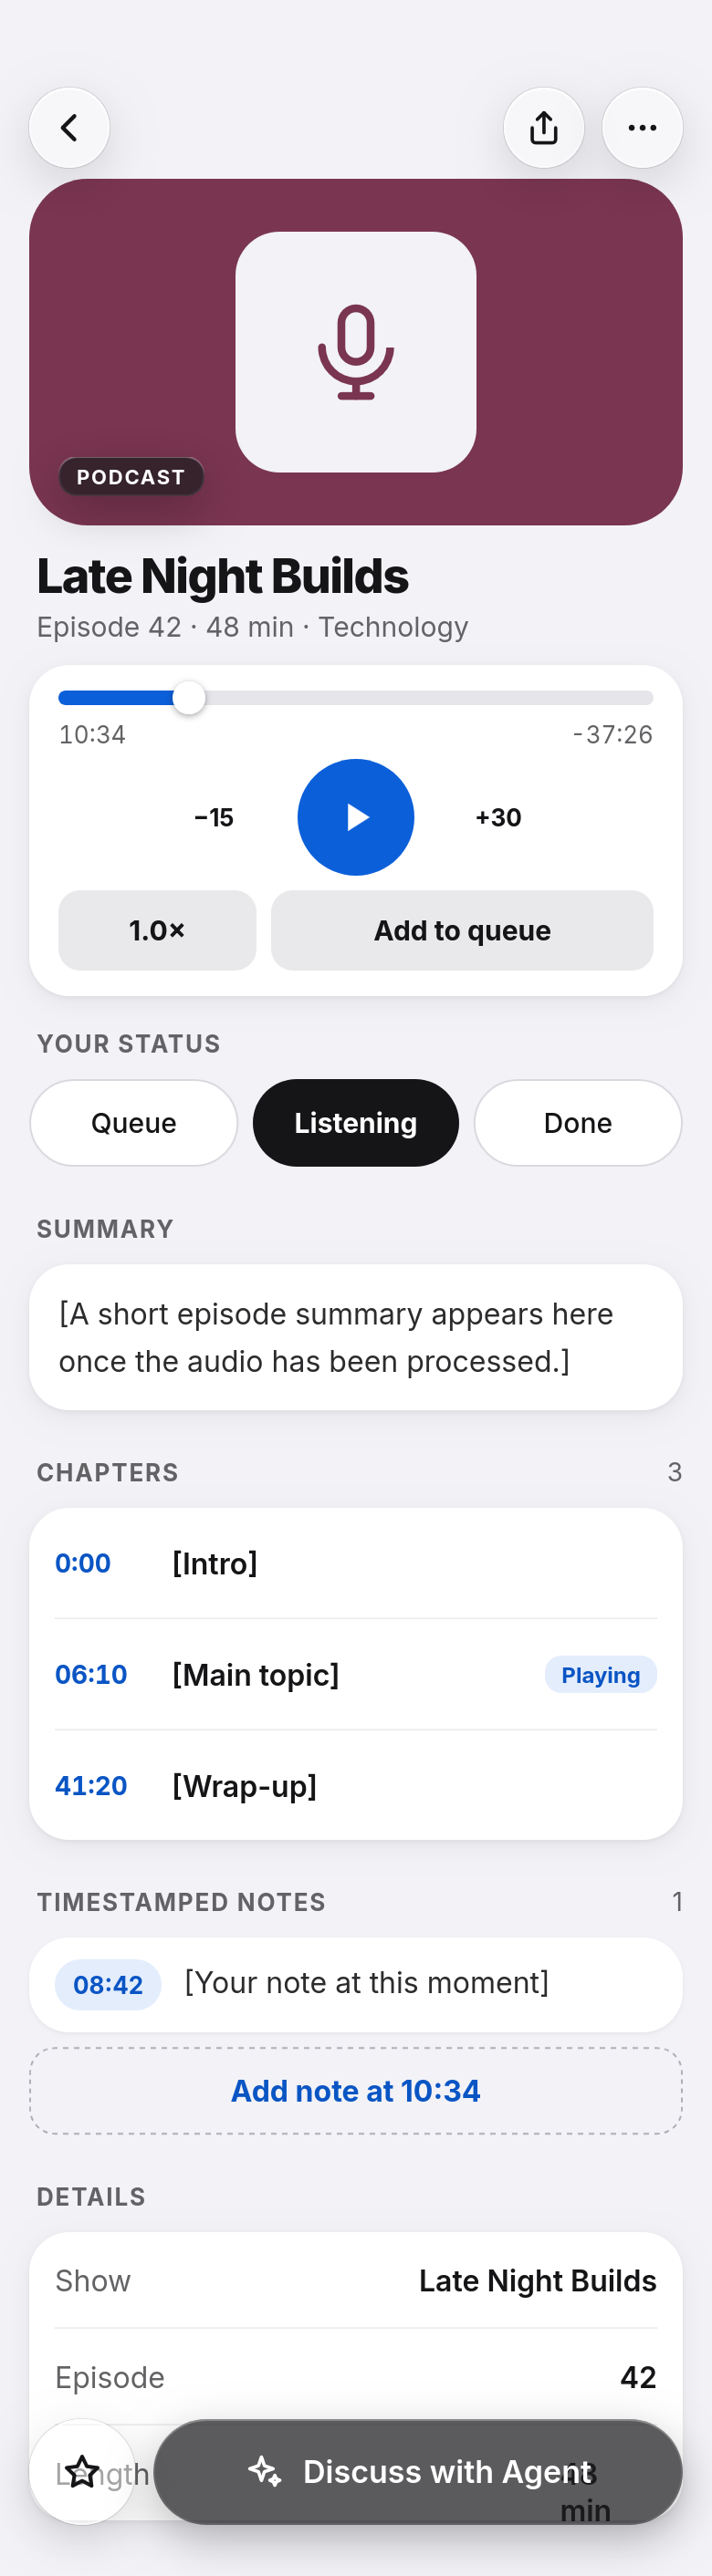 PODCAST
Late Night Builds
Episode 42 · 48 min · Technology
10:34
-37:26
−15
+30
1.0×
Add to queue
YOUR STATUS
Queue
Listening
Done
SUMMARY
[A short episode summary appears here
once the audio has been processed.]
CHAPTERS
3
0:00
[Intro]
06:10
[Main topic]
Playing
41:20
[Wrap-up]
TIMESTAMPED NOTES
1
08:42
[Your note at this moment]
Add note at 10:34
DETAILS
Show
Late Night Builds
Episode
42
Length
48
min
Discuss with Agent